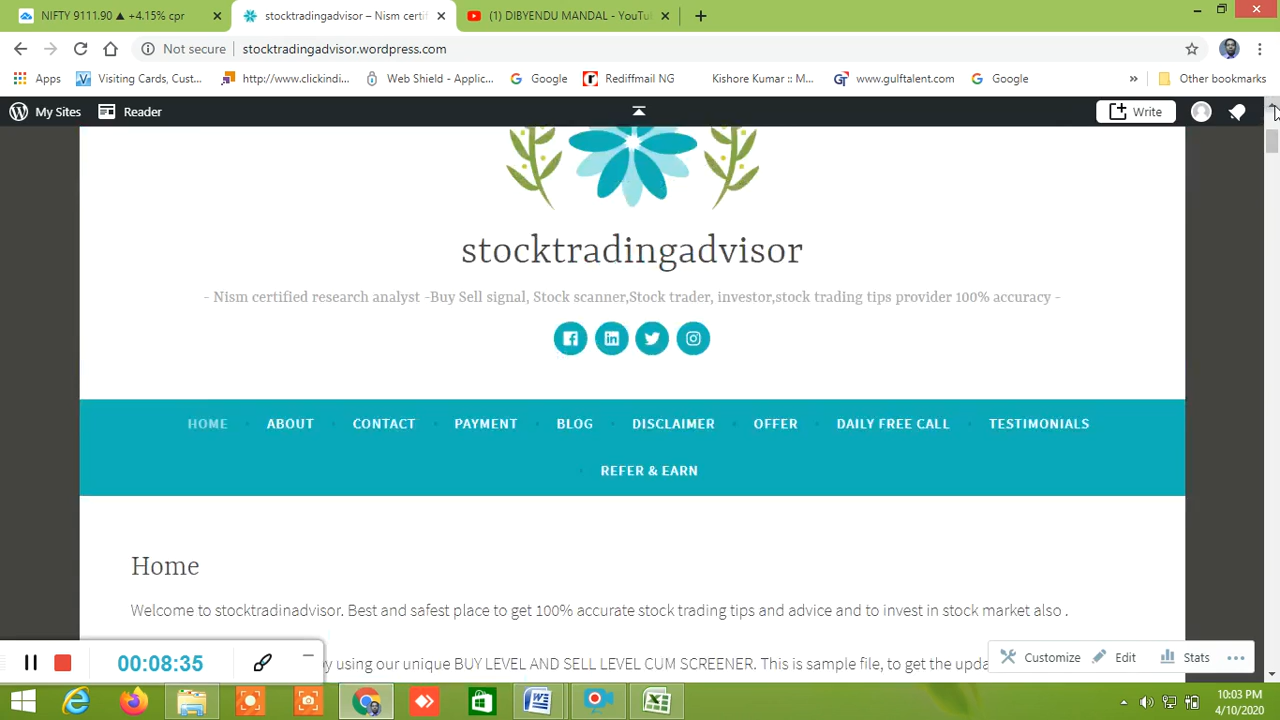 NIFTY 9111.90 ▲ +4.15% cpr
stocktradingadvisor – Nism certif
(1) DIBYENDU MANDAL - YouTu
Not secure
stocktradingadvisor.wordpress.com
Apps
Visiting Cards, Cust...
http://www.clickindi...
Web Shield - Applic...
Google
Rediffmail NG
Kishore Kumar :: M...
www.gulftalent.com
Google
»
Other bookmarks
My Sites
Reader
Write
stocktradingadvisor
- Nism certified research analyst -Buy Sell signal, Stock scanner,Stock trader, investor,stock trading tips provider 100% accuracy -
HOME
ABOUT
CONTACT
PAYMENT
BLOG
DISCLAIMER
OFFER
DAILY FREE CALL
TESTIMONIALS
REFER & EARN
Home
Welcome to stocktradinadvisor. Best and safest place to get 100% accurate stock trading tips and advice and to invest in stock market also .
by using our unique BUY LEVEL AND SELL LEVEL CUM SCREENER. This is sample file, to get the upda
Customize
Edit
Stats
00:08:35
10:03 PM
4/10/2020